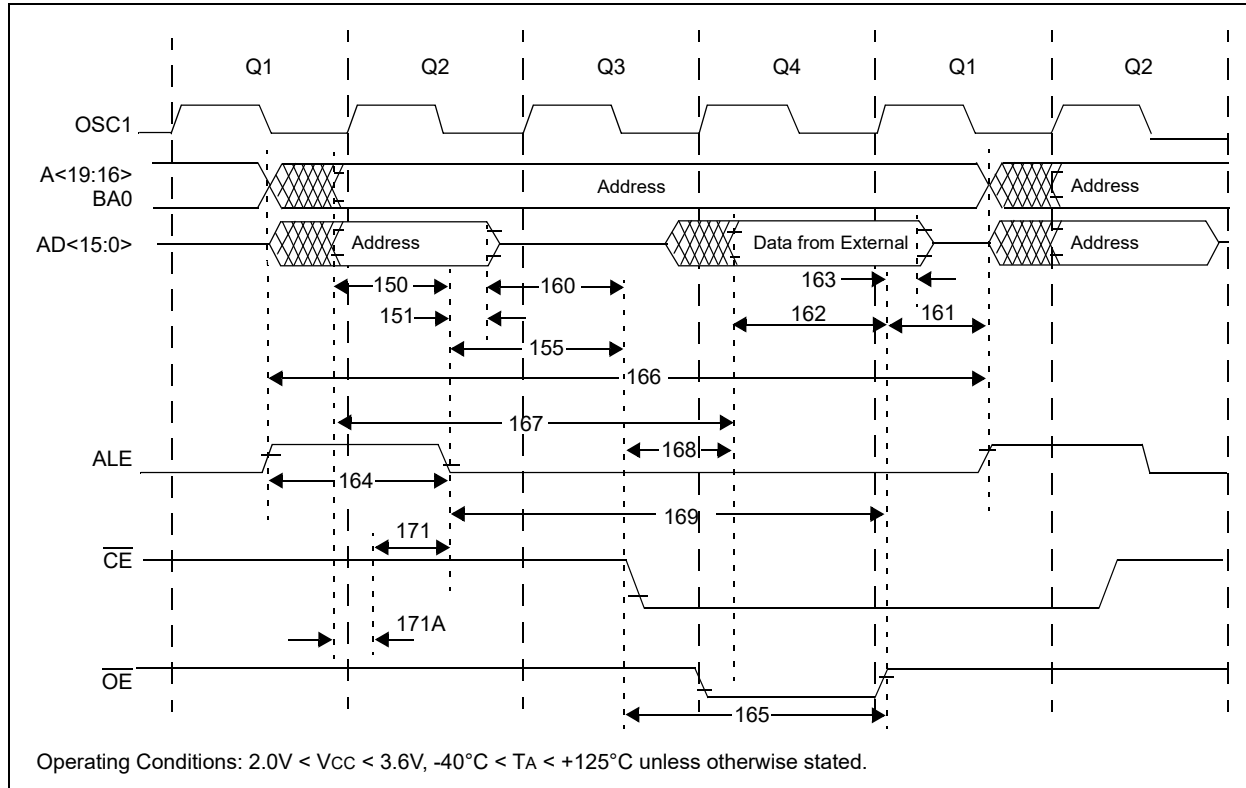 Q1 Q2 Q3 Q4 Q1 Q2
OSC1
A<19:16>
BA0
Address
Address
AD<15:0>
Address
Data from External
Address
150
160
163
151
162
161
155
166
167
168
ALE
164
169
171
CE
171A
OE
165
Operating Conditions: 2.0V < VCC < 3.6V, -40°C < TA < +125°C unless otherwise stated.